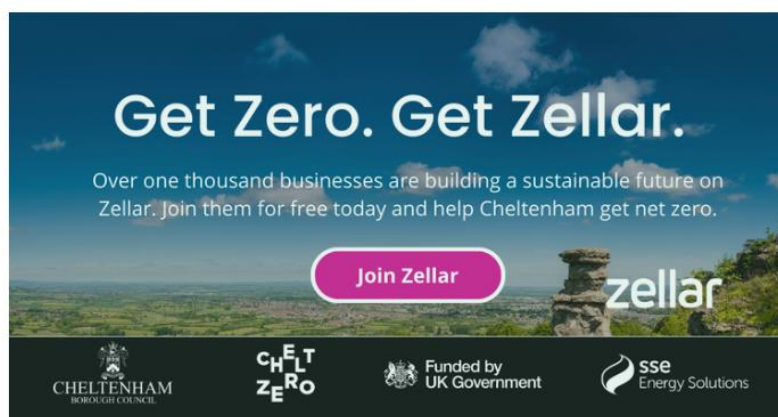 Get Zero. Get Zellar.
Over one thousand businesses are building a sustainable future on
Zellar. Join them for free today and help Cheltenham get net zero.
Join Zellar
zellar
CHELTENHAM
BOROUGH COUNCIL
CHELT
ZERO
Funded by
UK Government
sse
Energy Solutions